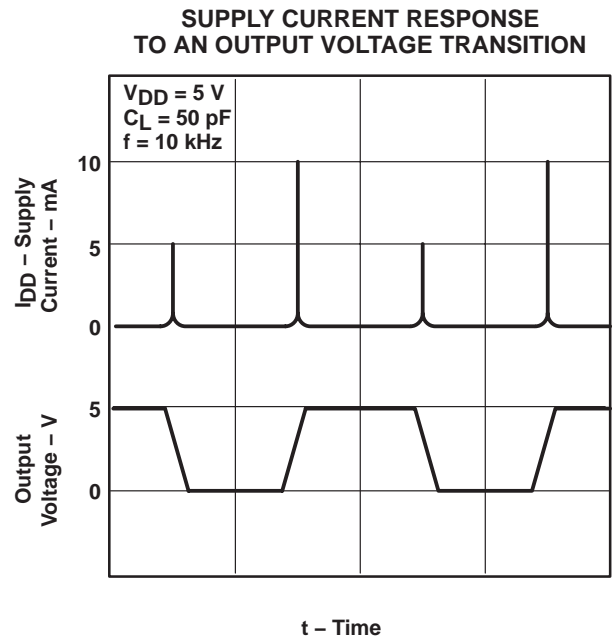 SUPPLY CURRENT RESPONSE
TO AN OUTPUT VOLTAGE TRANSITION
VDD = 5 V
CL = 50 pF
f = 10 kHz
IDD – Supply
Current – mA
10
5
0
Output
Voltage – V
5
0
t – Time